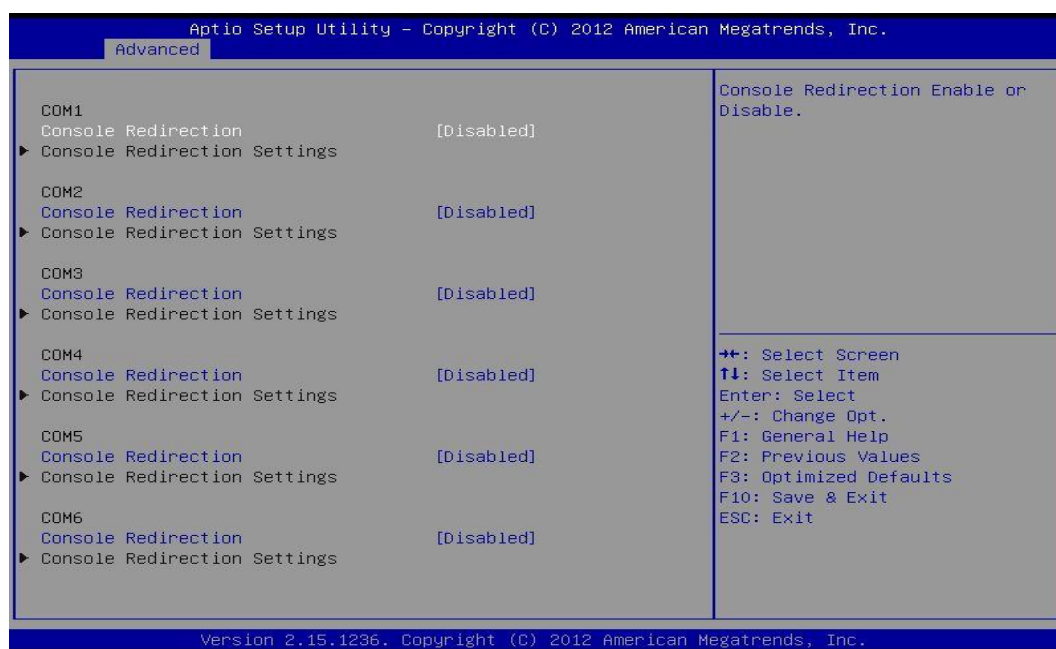 Aptio Setup Utility – Copyright (C) 2012 American Megatrends, Inc.
Advanced
COM1
Console Redirection [Disabled]
► Console Redirection Settings
COM2
Console Redirection [Disabled]
► Console Redirection Settings
COM3
Console Redirection [Disabled]
► Console Redirection Settings
COM4
Console Redirection [Disabled]
► Console Redirection Settings
COM5
Console Redirection [Disabled]
► Console Redirection Settings
COM6
Console Redirection [Disabled]
► Console Redirection Settings
Console Redirection Enable or
Disable.
→←: Select Screen
↑↓: Select Item
Enter: Select
+/-: Change Opt.
F1: General Help
F2: Previous Values
F3: Optimized Defaults
F10: Save & Exit
ESC: Exit
Version 2.15.1236. Copyright (C) 2012 American Megatrends, Inc.